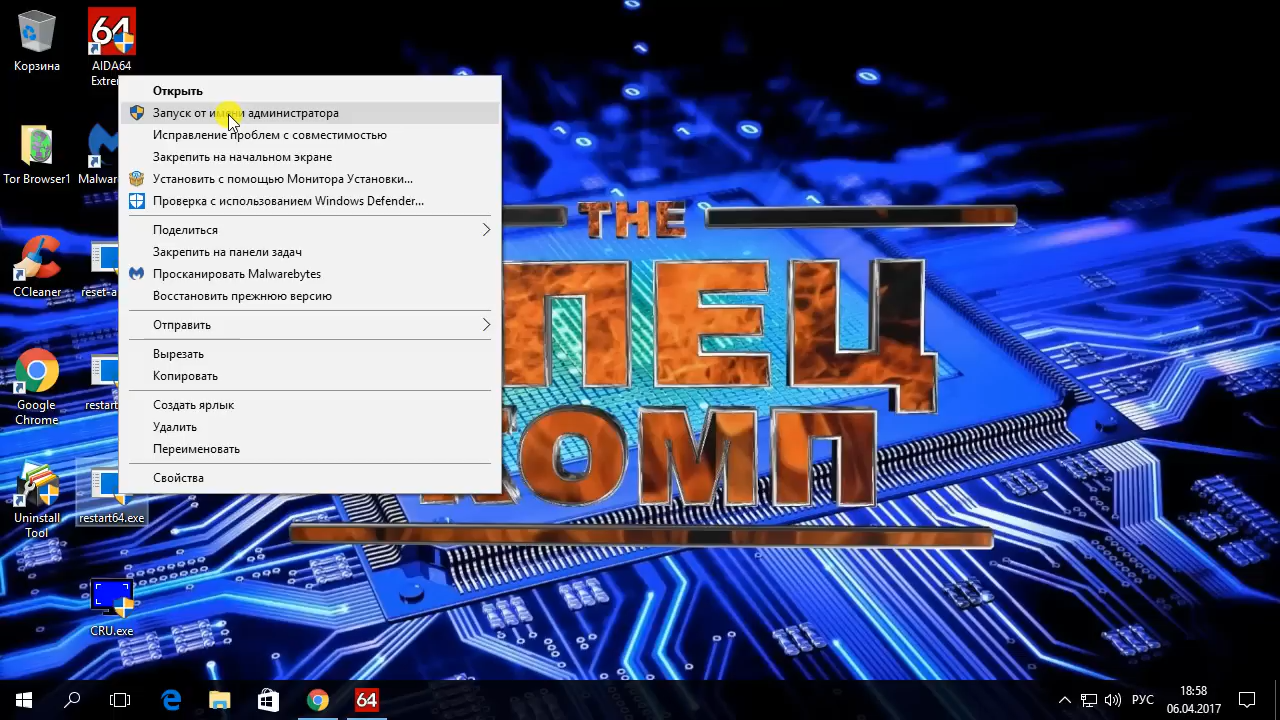 Корзина
64
AIDA64
Extre
Tor Browser1
Malwar
CCleaner
reset-a
Google
Chrome
restart
Uninstall
Tool
restart64.exe
CRU.exe
Открыть
Запуск от имени администратора
Исправление проблем с совместимостью
Закрепить на начальном экране
Установить с помощью Монитора Установки...
Проверка с использованием Windows Defender...
Поделиться
Закрепить на панели задач
Просканировать Malwarebytes
Восстановить прежнюю версию
Отправить
Вырезать
Копировать
Создать ярлык
Удалить
Переименовать
Свойства
THE
ПЕЦ
КОМП
64
РУС
18:58
06.04.2017